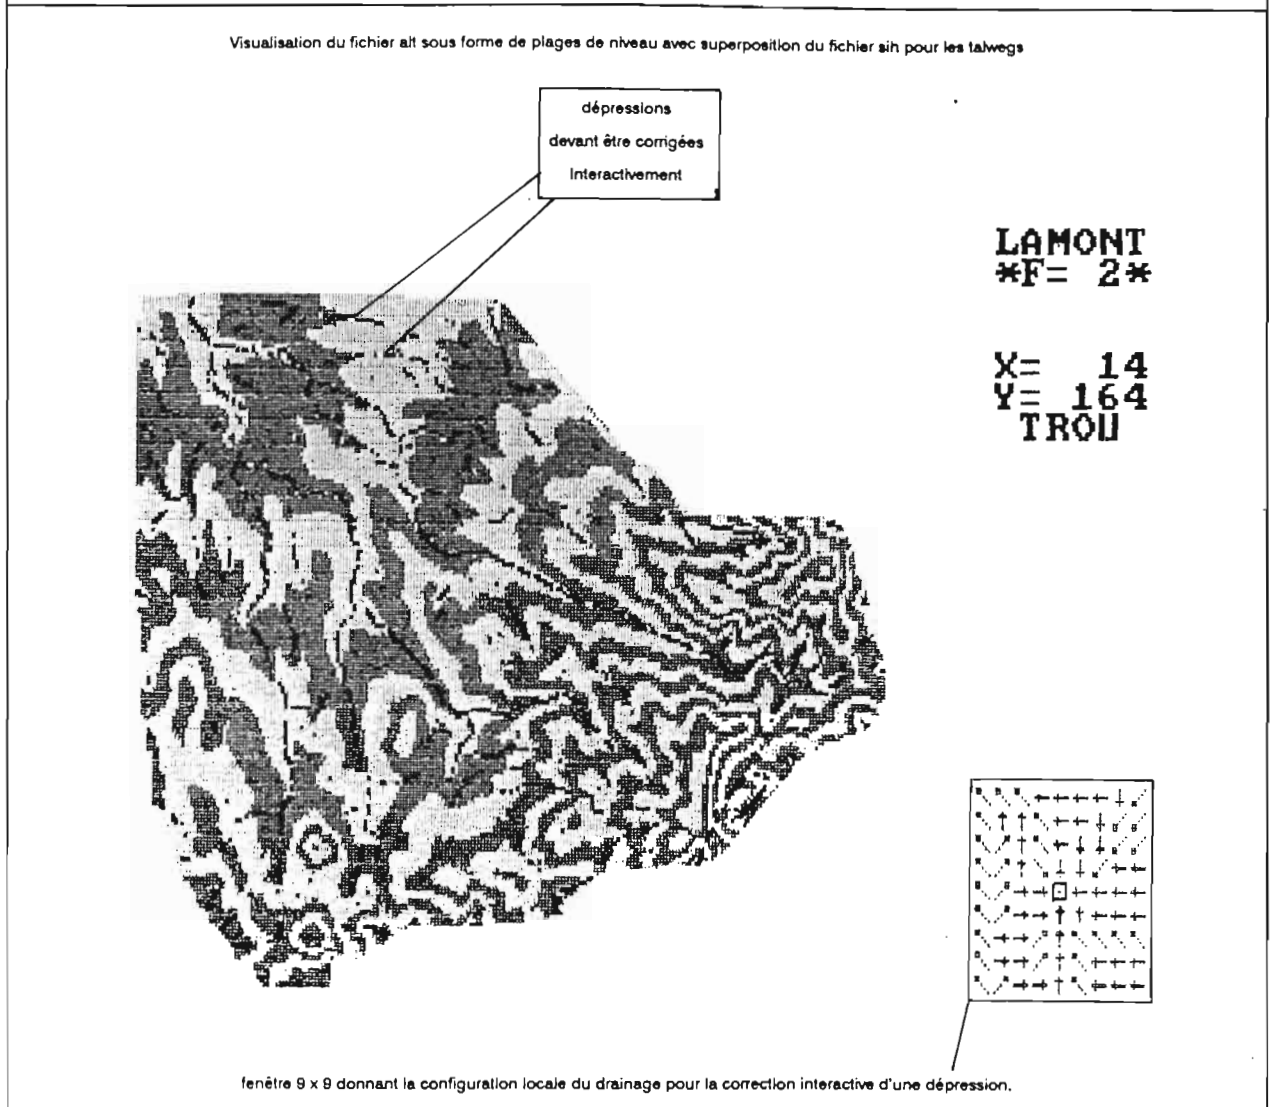 Visualisation du fichier alt sous forme de plages de niveau avec superposition du fichier sih pour les talwegs
dépressions
devant être corrigées
Interactivement
LAMONT
*F= 2*
X= 14
Y= 164
TROU
fenêtre 9 x 9 donnant la configuration locale du drainage pour la correction interactive d'une dépression.